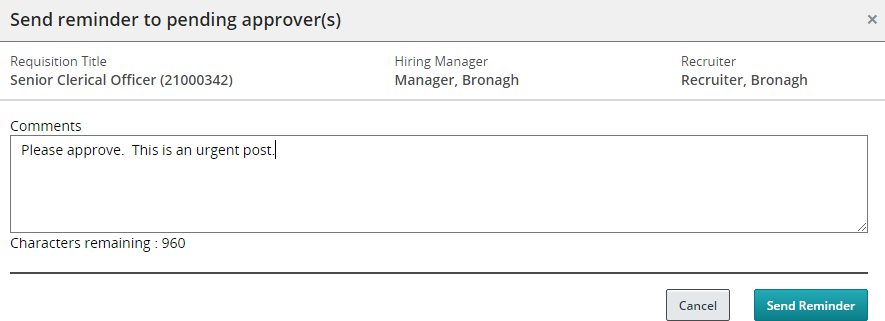 Send reminder to pending approver(s) ×
Requisition Title Hiring Manager Recruiter
Senior Clerical Officer (21000342) Manager, Bronagh Recruiter, Bronagh
Comments
Please approve.  This is an urgent post.
Characters remaining : 960
Cancel Send Reminder